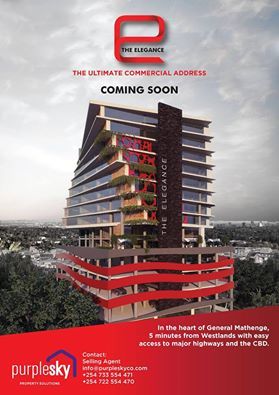 e
THE ELEGANCE
THE ULTIMATE COMMERCIAL ADDRESS
COMING SOON
THE ELEGANCE
In the heart of General Mathenge,
5 minutes from Westlands with easy
access to major highways and the CBD.
purplesky
PROPERTY SOLUTIONS
Contact:
Selling Agent
info@purpleskyco.com
+254 733 554 471
+254 722 554 470